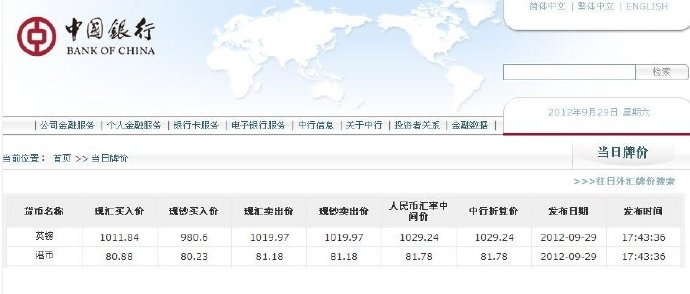 简体中文 | 繁体中文 | ENGLISH
中国银行
BANK OF CHINA
检索
2012年9月29日 星期六
| 公司金融服务 | 个人金融服务 | 银行卡服务 | 电子银行服务 | 中行信息 | 关于中行 | 投资者关系 | 金融数据 |
当前位置： 首页 >> 当日牌价
当日牌价
>>>往日外汇牌价搜索
货币名称 现汇买入价 现钞买入价 现汇卖出价 现钞卖出价 人民币汇率中间价 中行折算价 发布日期 发布时间
英镑 1011.84 980.6 1019.97 1019.97 1029.24 1029.24 2012-09-29 17:43:36
港币 80.88 80.23 81.18 81.18 81.78 81.78 2012-09-29 17:43:36